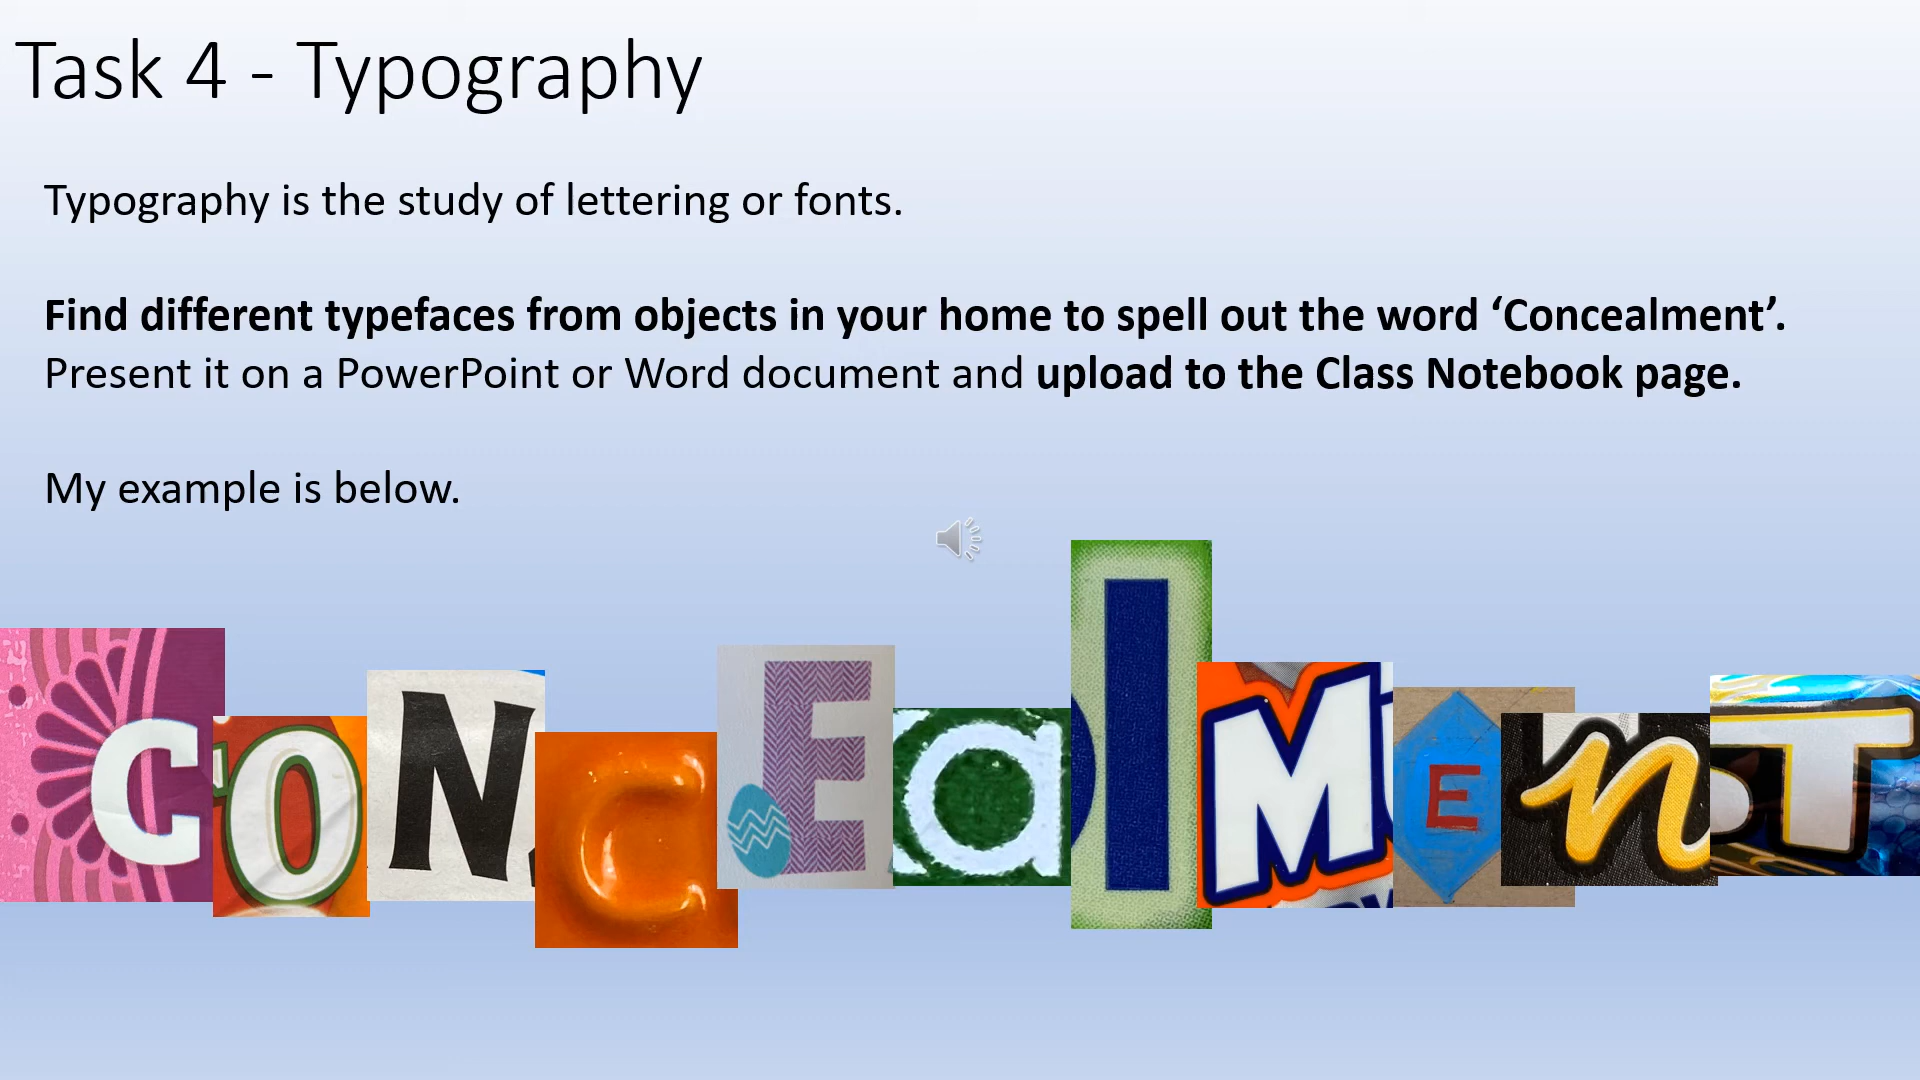 Task 4 - Typography
Typography is the study of lettering or fonts.
Find different typefaces from objects in your home to spell out the word ‘Concealment’.
Present it on a PowerPoint or Word document and upload to the Class Notebook page.
My example is below.
CONCEalMEnT